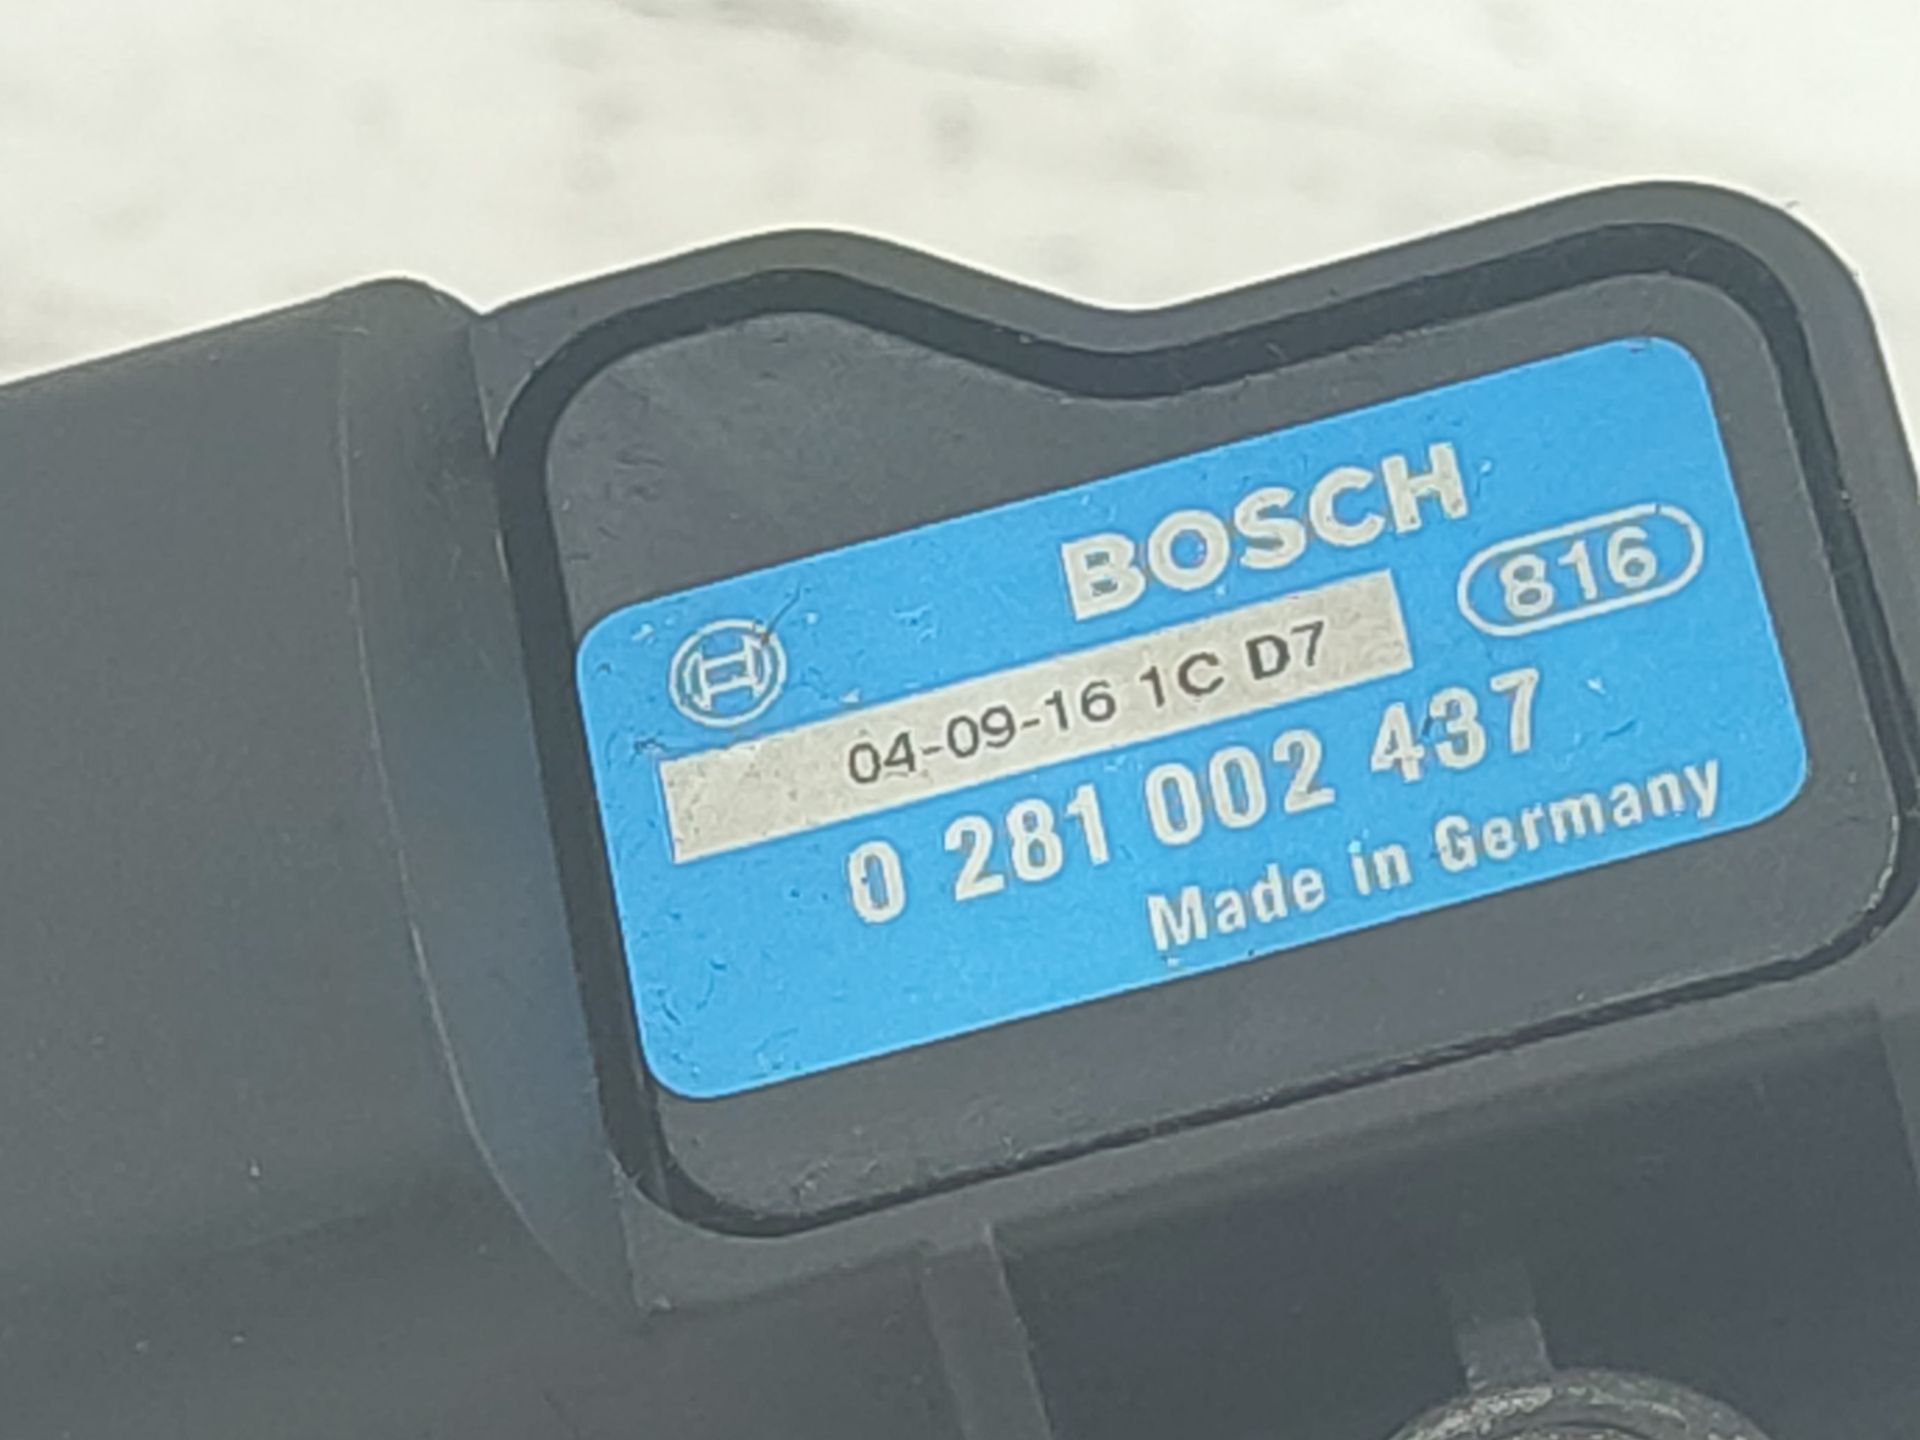 BOSCH
816
04-09-16 1C D7
0 281 002 437
Made in Germany